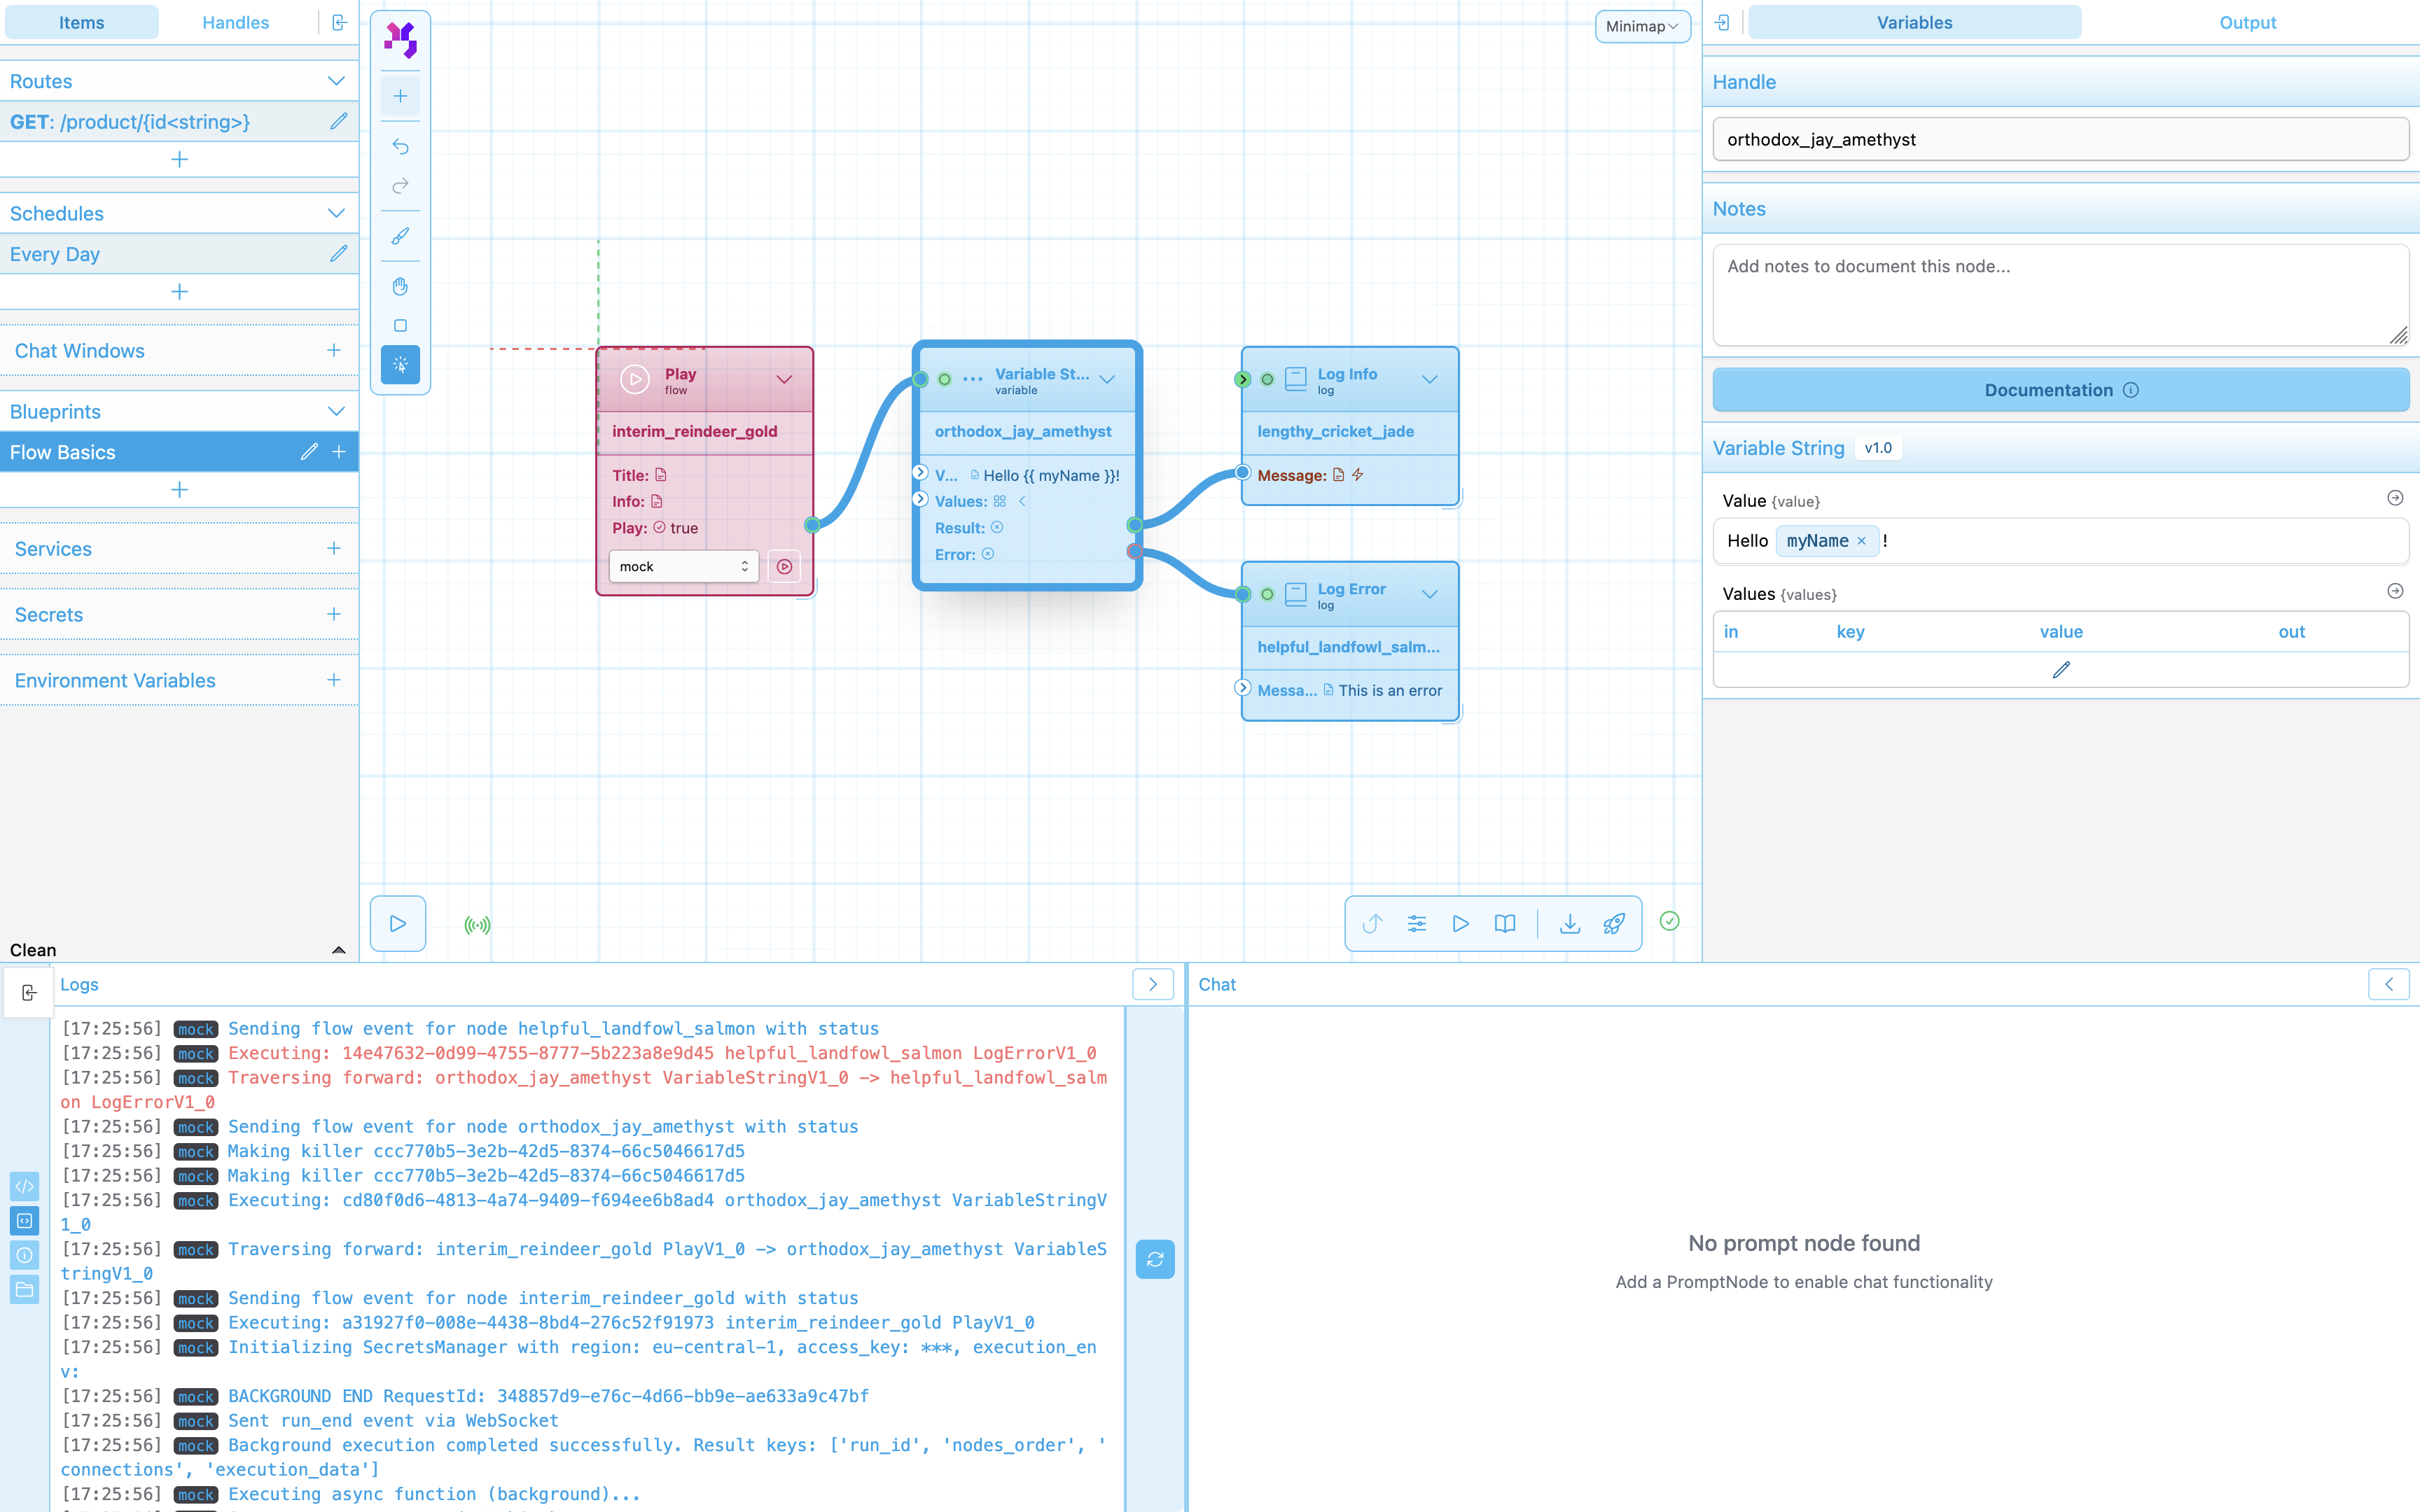 Items
Handles
Routes
GET: /product/{id<string>}
Schedules
Every Day
Chat Windows
Blueprints
Flow Basics
Services
Secrets
Environment Variables
Clean
Minimap
Play
flow
interim_reindeer_gold
Title:
Info:
Play: true
mock
Variable St...
variable
orthodox_jay_amethyst
V... Hello {{ myName }}!
Values:
Result:
Error:
Log Info
log
lengthy_cricket_jade
Message:
Log Error
log
helpful_landfowl_salm...
Messa... This is an error
Variables
Output
Handle
orthodox_jay_amethyst
Notes
Add notes to document this node...
Documentation
Variable String v1.0
Value {value}
Hello myName × !
Values {values}
in key value out
Logs
[17:25:56] mock Sending flow event for node helpful_landfowl_salmon with status
[17:25:56] mock Executing: 14e47632-0d99-4755-8777-5b223a8e9d45 helpful_landfowl_salmon LogErrorV1_0
[17:25:56] mock Traversing forward: orthodox_jay_amethyst VariableStringV1_0 -> helpful_landfowl_salm
on LogErrorV1_0
[17:25:56] mock Sending flow event for node orthodox_jay_amethyst with status
[17:25:56] mock Making killer ccc770b5-3e2b-42d5-8374-66c5046617d5
[17:25:56] mock Making killer ccc770b5-3e2b-42d5-8374-66c5046617d5
[17:25:56] mock Executing: cd80f0d6-4813-4a74-9409-f694ee6b8ad4 orthodox_jay_amethyst VariableStringV
1_0
[17:25:56] mock Traversing forward: interim_reindeer_gold PlayV1_0 -> orthodox_jay_amethyst VariableS
tringV1_0
[17:25:56] mock Sending flow event for node interim_reindeer_gold with status
[17:25:56] mock Executing: a31927f0-008e-4438-8bd4-276c52f91973 interim_reindeer_gold PlayV1_0
[17:25:56] mock Initializing SecretsManager with region: eu-central-1, access_key: ***, execution_en
v:
[17:25:56] mock BACKGROUND END RequestId: 348857d9-e76c-4d66-bb9e-ae633a9c47bf
[17:25:56] mock Sent run_end event via WebSocket
[17:25:56] mock Background execution completed successfully. Result keys: ['run_id', 'nodes_order', '
connections', 'execution_data']
[17:25:56] mock Executing async function (background)...
Chat
No prompt node found
Add a PromptNode to enable chat functionality